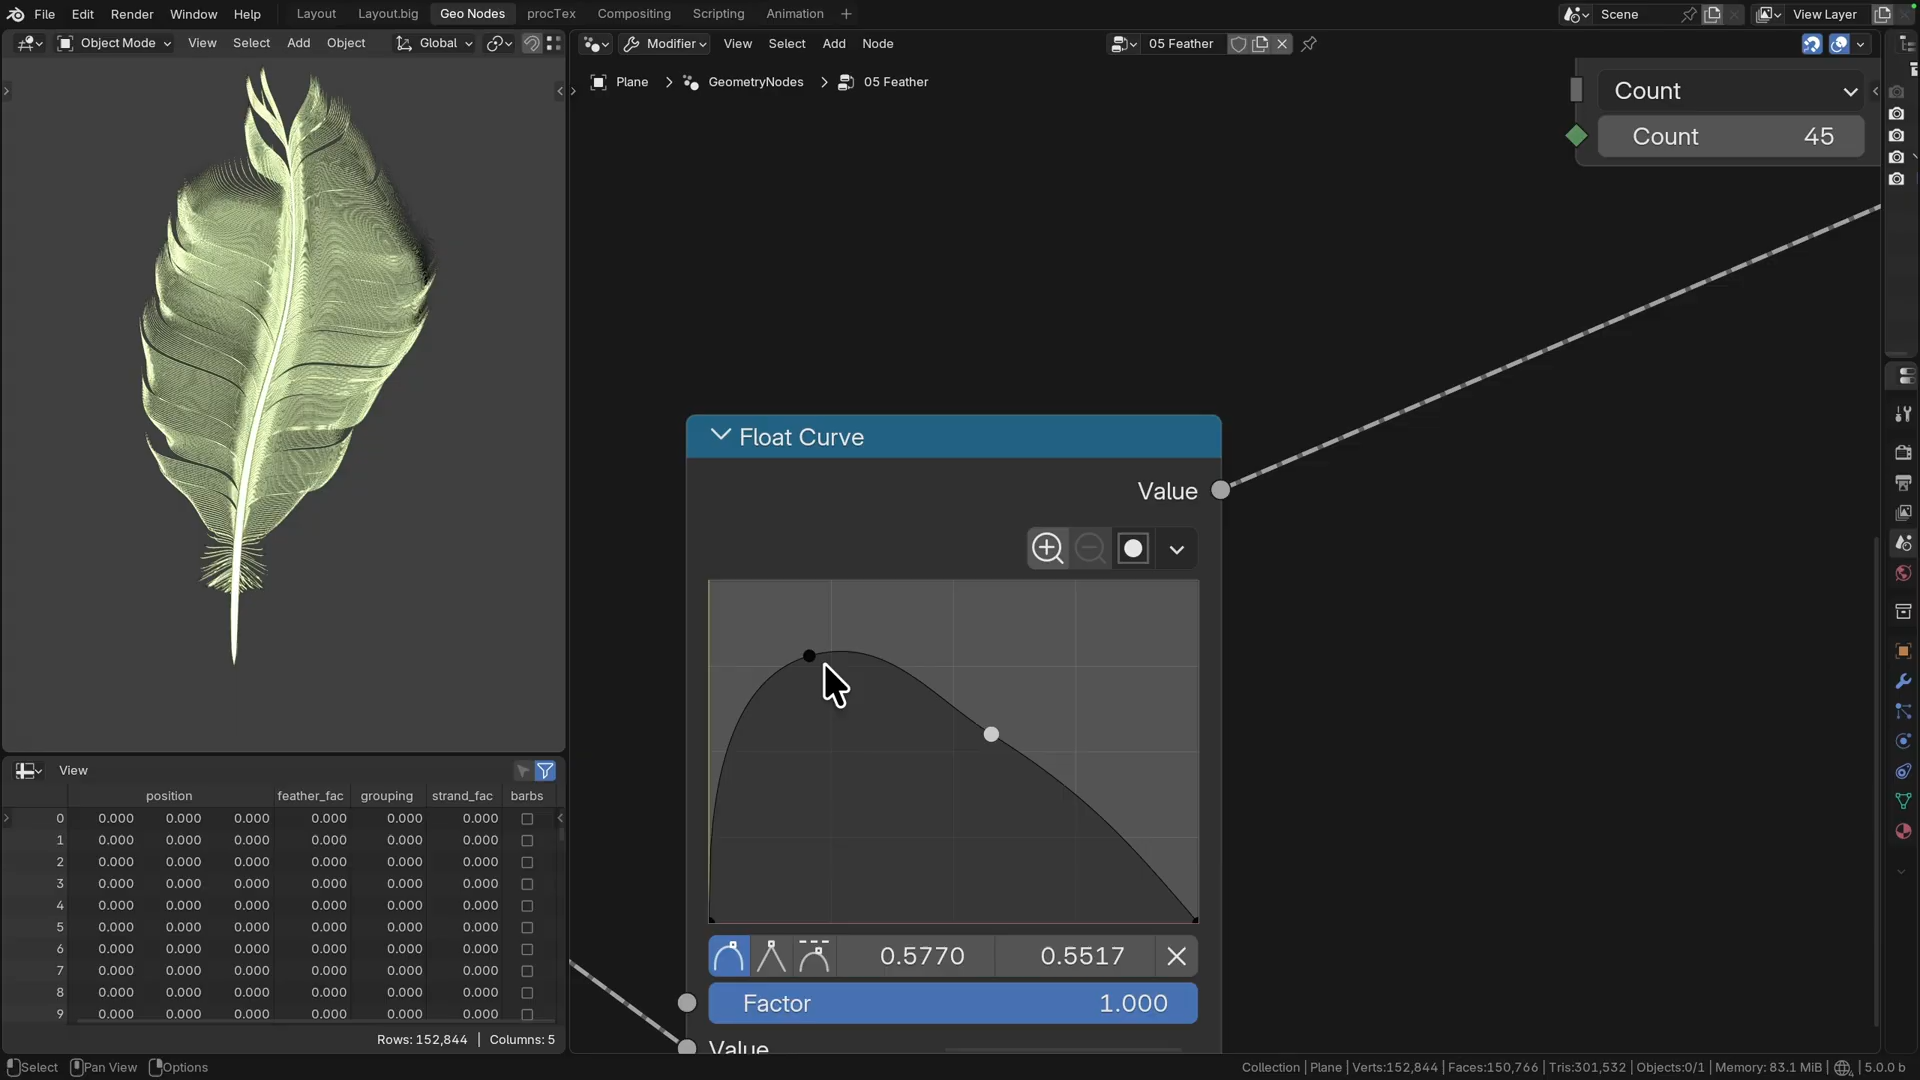 File Edit Render Window Help Layout Layout.big Geo Nodes procTex Compositing Scripting Animation Scene View Layer
Object Mode View Select Add Object Global Modifier View Select Add Node 05 Feather
Plane GeometryNodes 05 Feather
Count
Count 45
Float Curve
Value
0.5770 0.5517
Factor 1.000
Value
View
position feather_fac grouping strand_fac barbs
0 0.000 0.000 0.000 0.000 0.000 0.000
1 0.000 0.000 0.000 0.000 0.000 0.000
2 0.000 0.000 0.000 0.000 0.000 0.000
3 0.000 0.000 0.000 0.000 0.000 0.000
4 0.000 0.000 0.000 0.000 0.000 0.000
5 0.000 0.000 0.000 0.000 0.000 0.000
6 0.000 0.000 0.000 0.000 0.000 0.000
7 0.000 0.000 0.000 0.000 0.000 0.000
8 0.000 0.000 0.000 0.000 0.000 0.000
9 0.000 0.000 0.000 0.000 0.000 0.000
Rows: 152,844 | Columns: 5
Select Pan View Options Collection | Plane | Verts:152,844 | Faces:150,766 | Tris:301,532 | Objects:0/1 | Memory: 83.1 MiB | 5.0.0 b